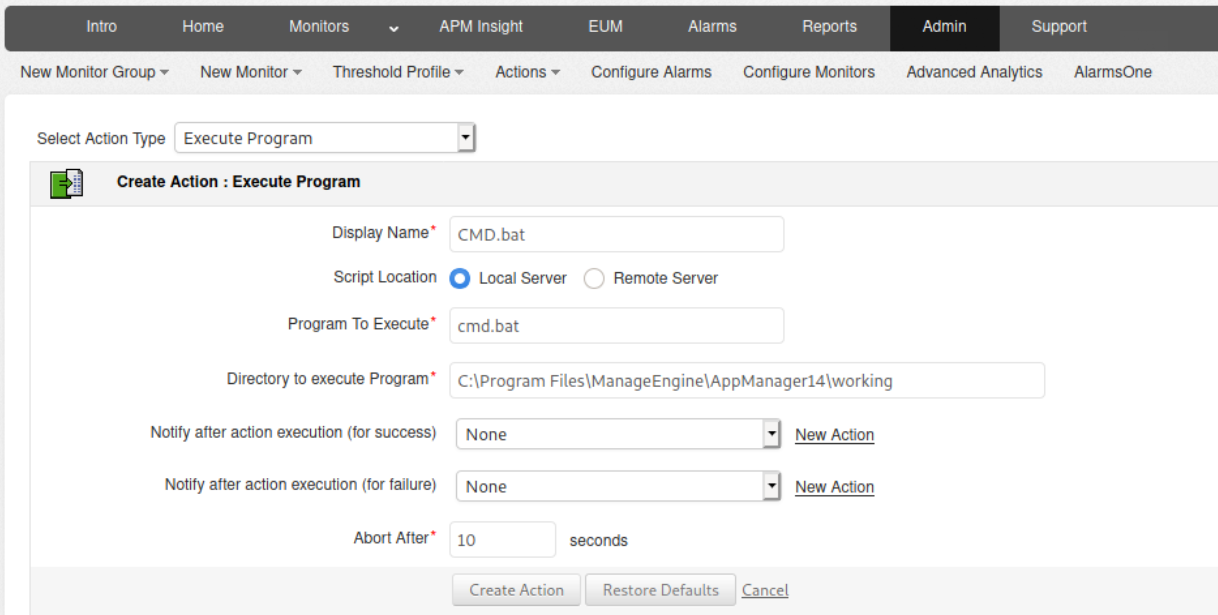 Intro Home Monitors APM Insight EUM Alarms Reports Admin Support
New Monitor Group New Monitor Threshold Profile Actions Configure Alarms Configure Monitors Advanced Analytics AlarmsOne
Select Action Type Execute Program
Create Action : Execute Program
Display Name* CMD.bat
Script Location Local Server Remote Server
Program To Execute* cmd.bat
Directory to execute Program* C:\Program Files\ManageEngine\AppManager14\working
Notify after action execution (for success) None New Action
Notify after action execution (for failure) None New Action
Abort After* 10 seconds
Create Action Restore Defaults Cancel